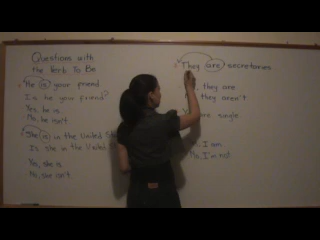 Questions with
the Verb To Be
He is your friend
Is he your friend?
Yes, he is
No, he isn't
She is in the United St
Is she in the United S
Yes, she is
No, she isn't
They are secretaries
they are
they aren't
are single
I am
No, I'm not